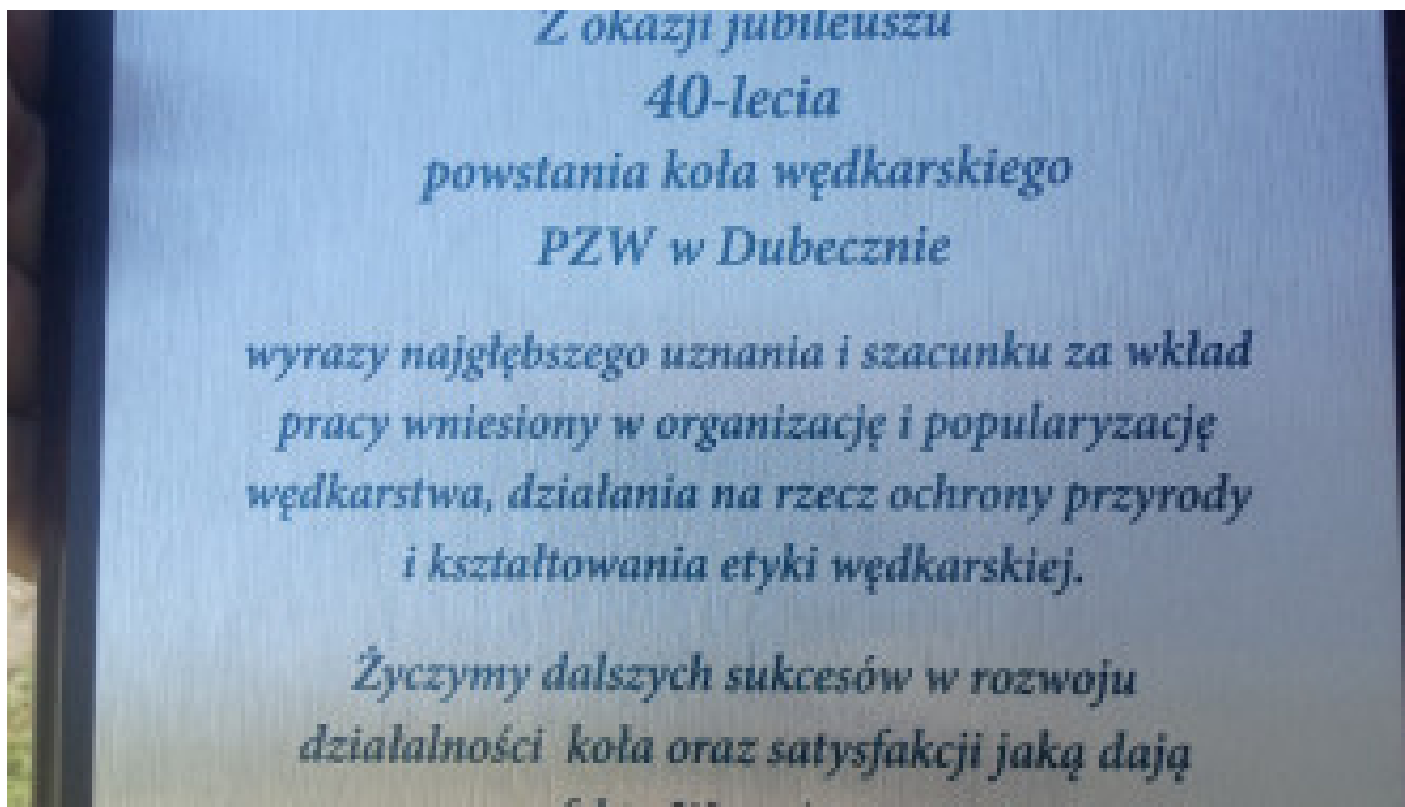 Z okazji jubileuszu
40-lecia
powstania koła wędkarskiego
PZW w Dubecznie
wyrazy najgłębszego uznania i szacunku za wkład
pracy wniesiony w organizację i popularyzację
wędkarstwa, działania na rzecz ochrony przyrody
i kształtowania etyki wędkarskiej.
Życzymy dalszych sukcesów w rozwoju
działalności koła oraz satysfakcji jaką dają